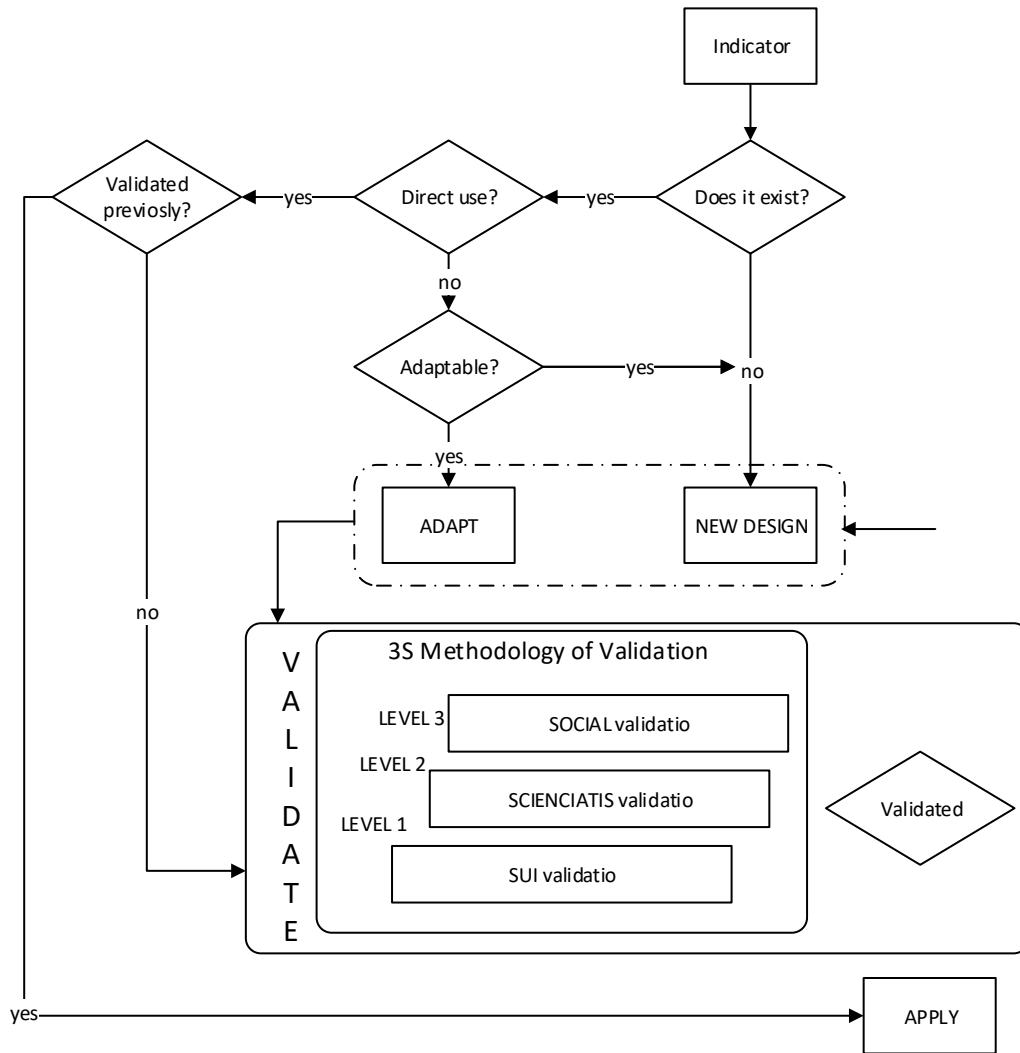 Indicator
Validated
previosly?
yes
Direct use?
yes
Does it exist?
no
Adaptable?
yes
no
yes
ADAPT
NEW DESIGN
no
VALIDATE
3S Methodology of Validation
LEVEL 3
SOCIAL validatio
LEVEL 2
SCIENCIATIS validatio
LEVEL 1
SUI validatio
Validated
yes
APPLY